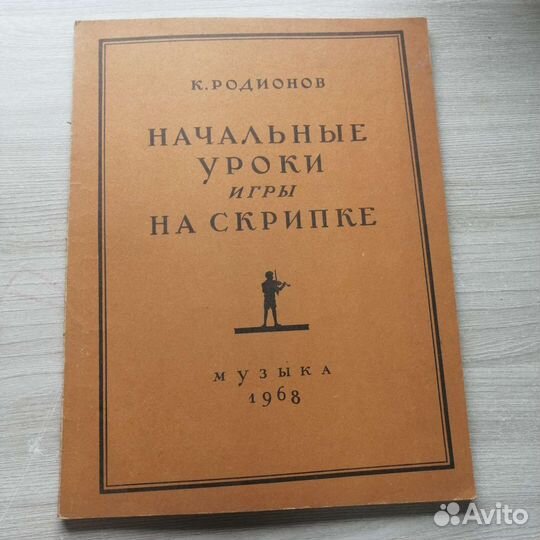 К. РОДИОНОВ
НАЧАЛЬНЫЕ
УРОКИ
ИГРЫ
НА СКРИПКЕ
МУЗЫКА
1968
Avito